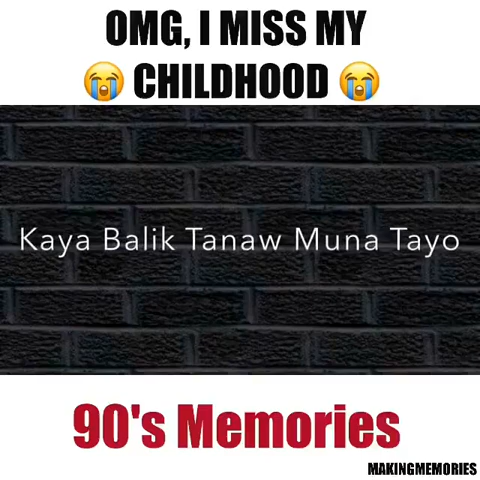 OMG, I MISS MY
😭 CHILDHOOD 😭
Kaya Balik Tanaw Muna Tayo
90's Memories
MAKINGMEMORIES